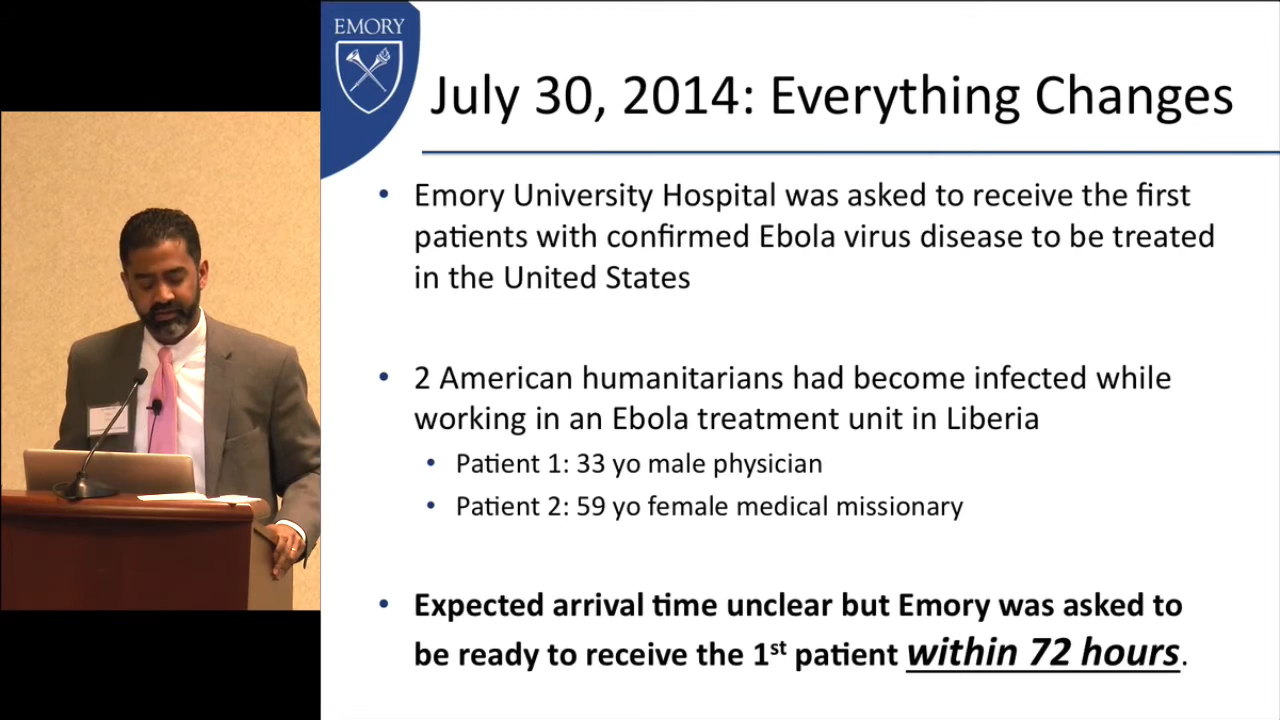 EMORY
July 30, 2014: Everything Changes
• Emory University Hospital was asked to receive the first
patients with confirmed Ebola virus disease to be treated
in the United States
• 2 American humanitarians had become infected while
working in an Ebola treatment unit in Liberia
• Patient 1: 33 yo male physician
• Patient 2: 59 yo female medical missionary
• Expected arrival time unclear but Emory was asked to
be ready to receive the 1st patient within 72 hours.